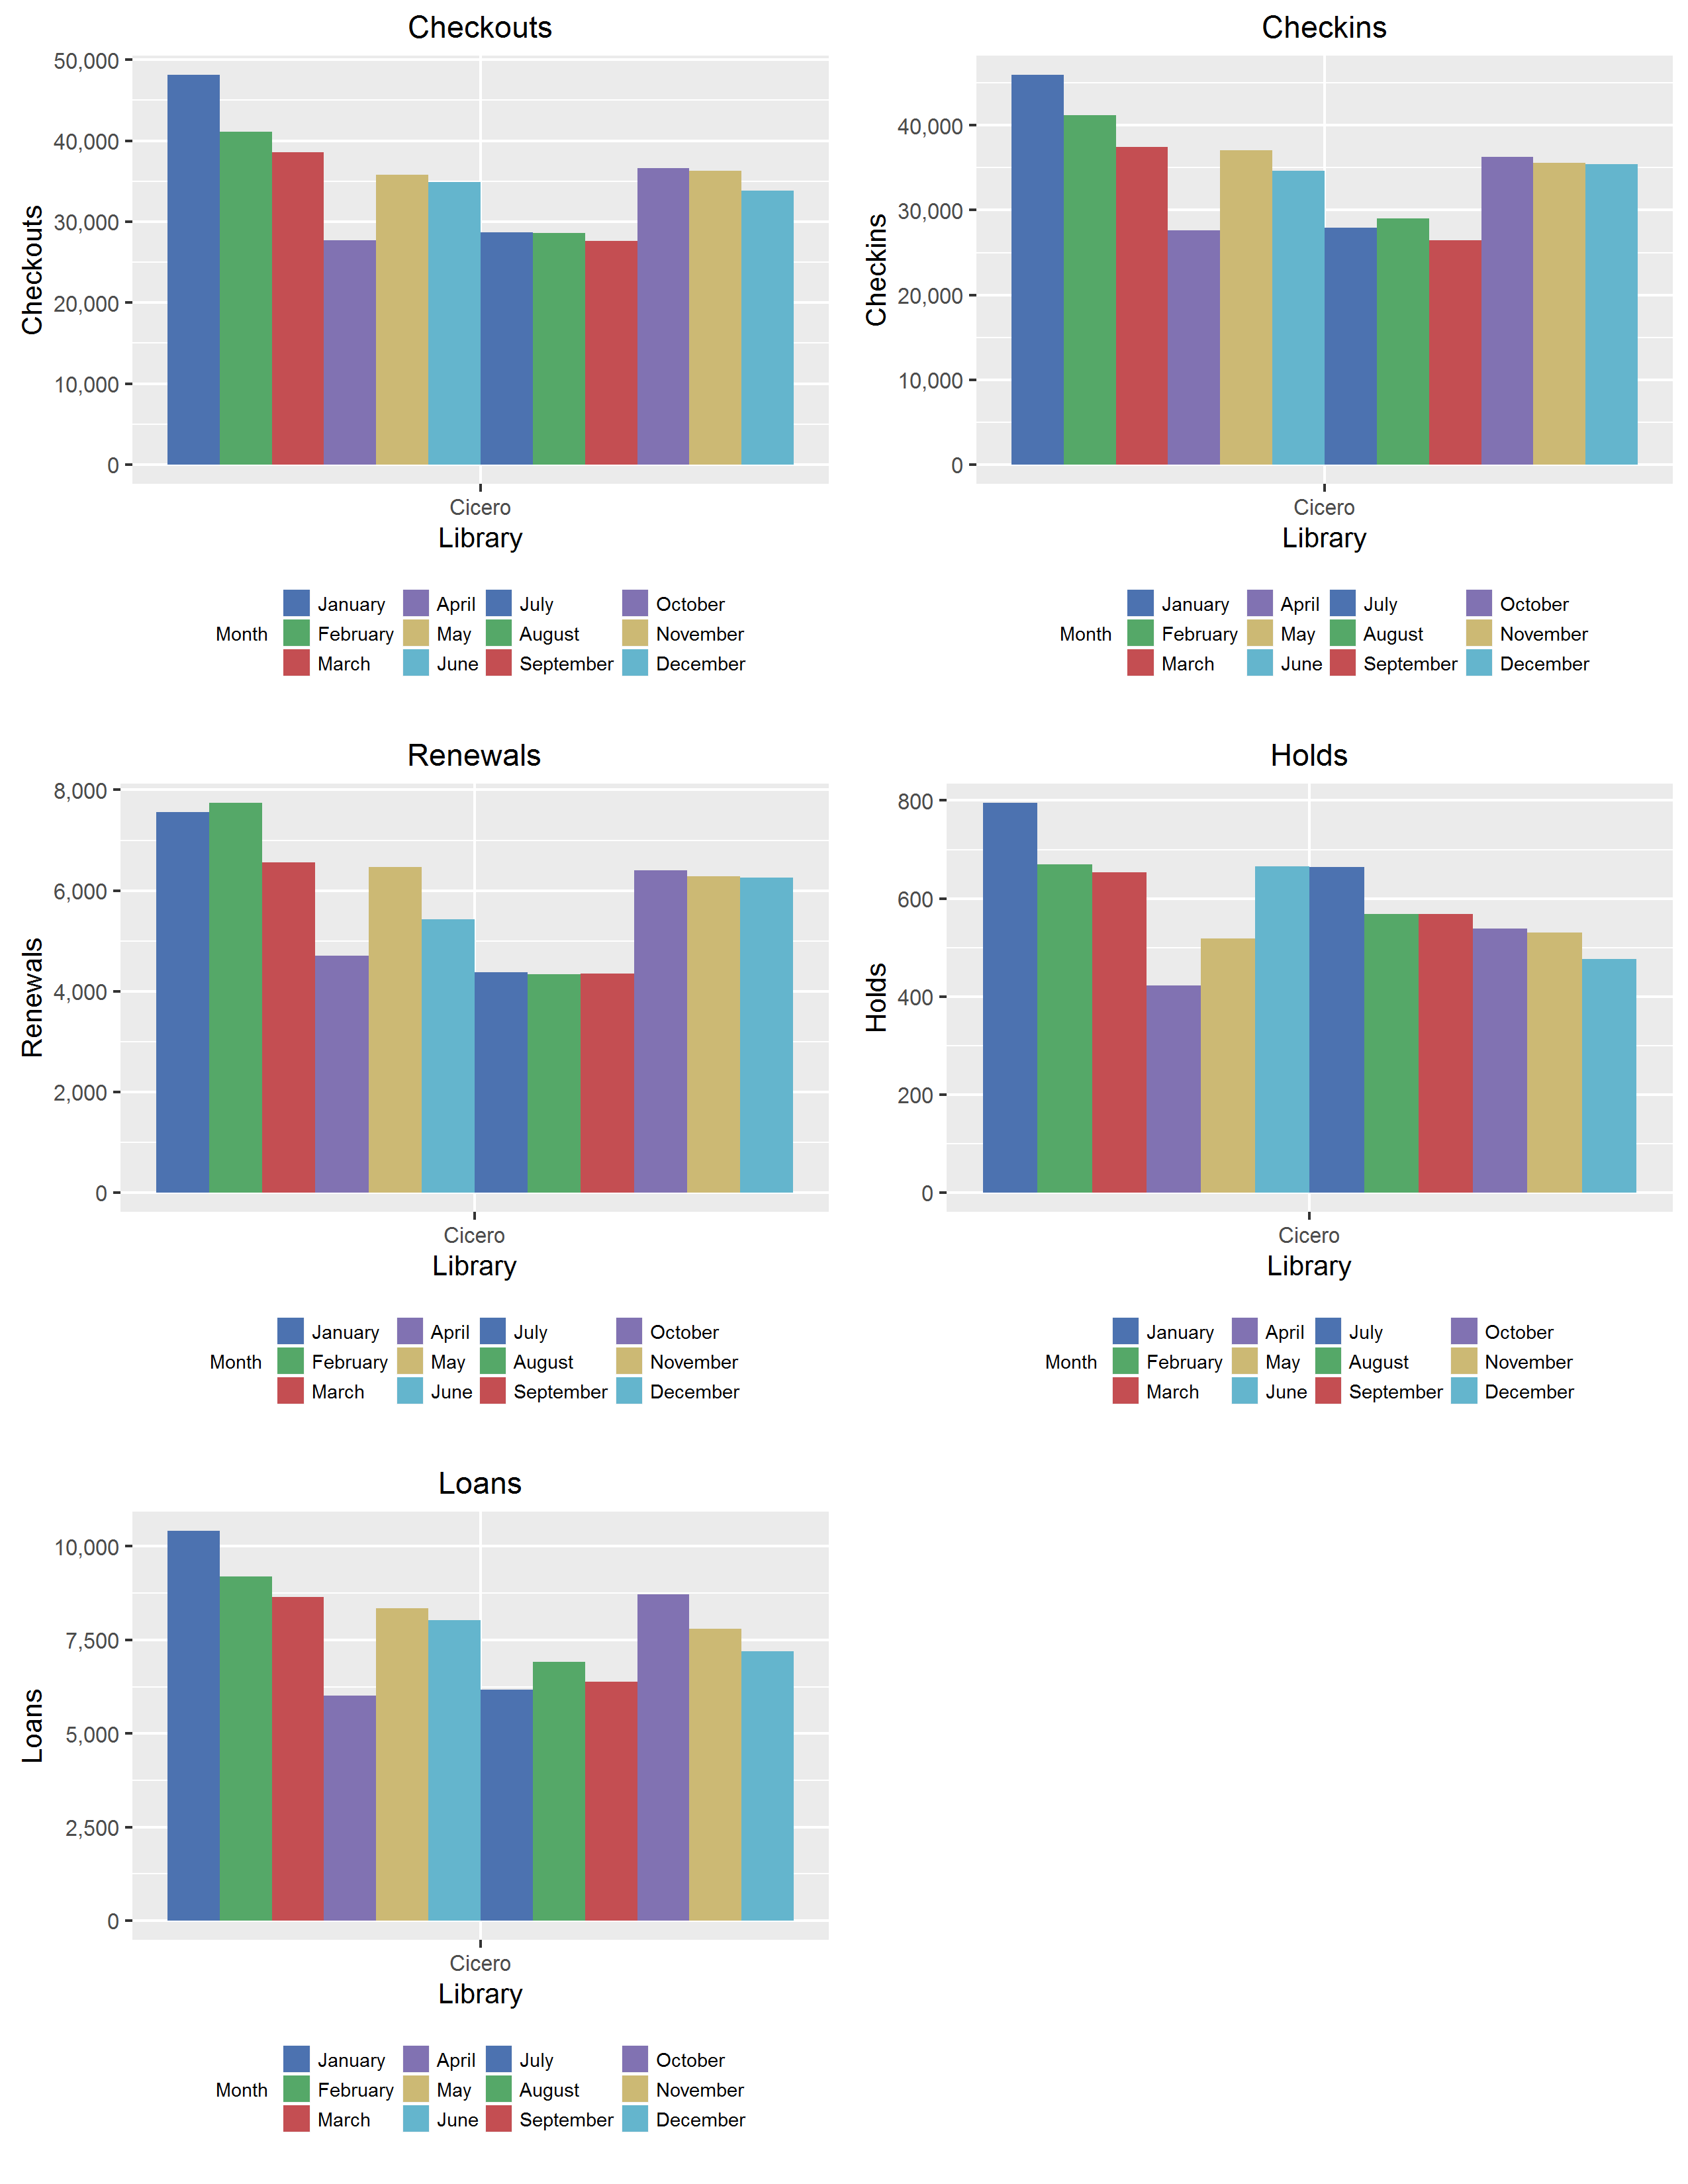 Checkouts
50,000
40,000
30,000
20,000
10,000
0
Checkouts
Cicero
Library
Month
January April July October
February May August November
March June September December
Checkins
40,000
30,000
20,000
10,000
0
Checkins
Cicero
Library
Month
January April July October
February May August November
March June September December
Renewals
8,000
6,000
4,000
2,000
0
Renewals
Cicero
Library
Month
January April July October
February May August November
March June September December
Holds
800
600
400
200
0
Holds
Cicero
Library
Month
January April July October
February May August November
March June September December
Loans
10,000
7,500
5,000
2,500
0
Loans
Cicero
Library
Month
January April July October
February May August November
March June September December